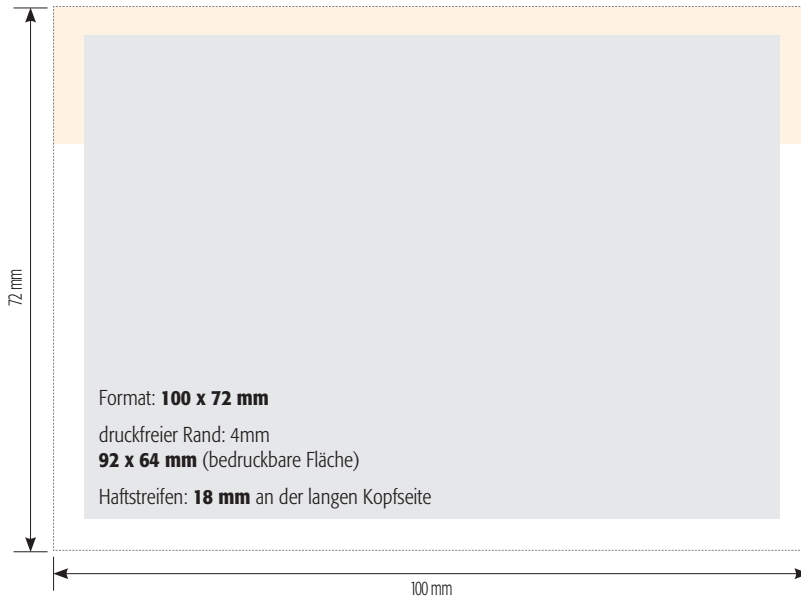 72 mm
Format: 100 x 72 mm
druckfreier Rand: 4mm
92 x 64 mm (bedruckbare Fläche)
Haftstreifen: 18 mm an der langen Kopfseite
100 mm